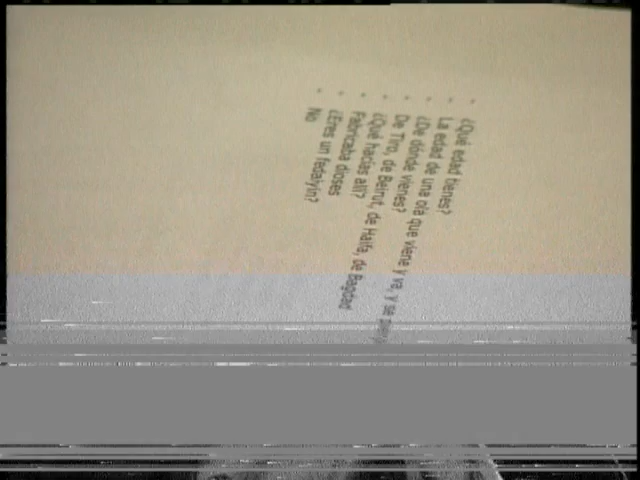 - ¿Qué edad tienes?
- La edad de una ola que viene y va, y se pierd
- ¿De dónde vienes?
- De Tiro, de Beirut, de Haifa, de Bagdad
- ¿Qué hacías allí?
- Fabricaba dioses
- ¿Eres un fedayín?
- No